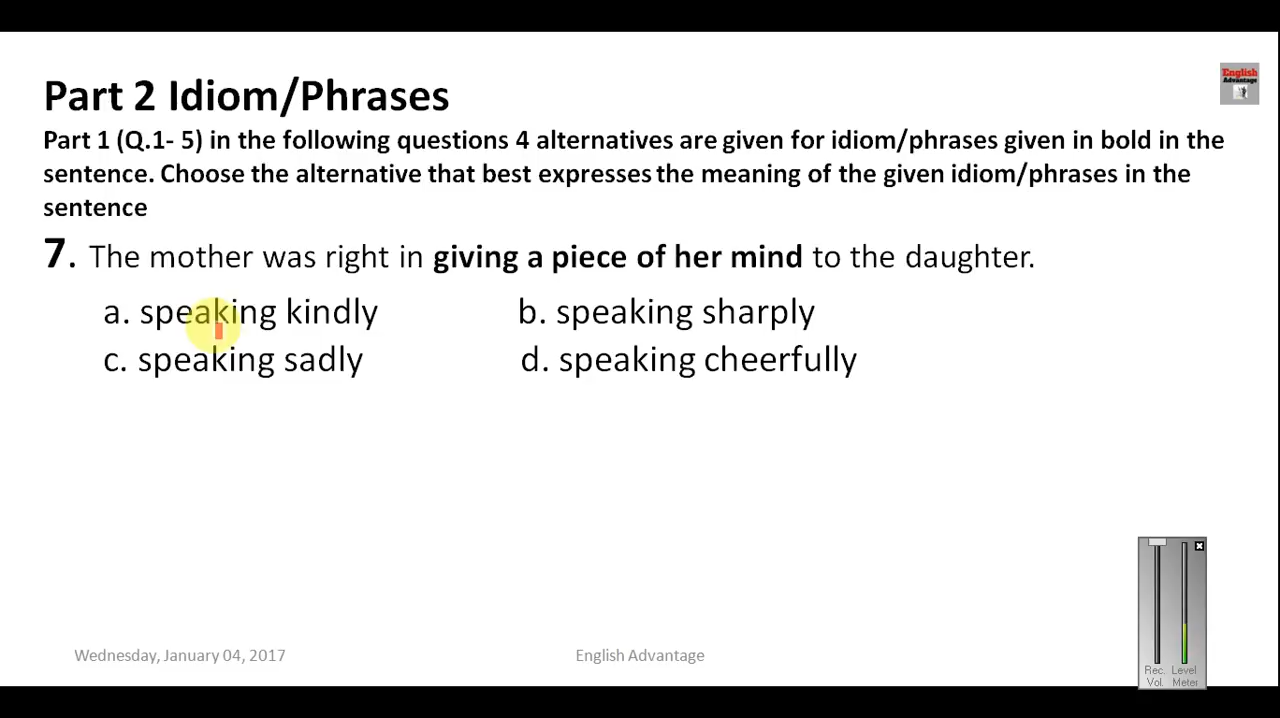 Part 2 Idiom/Phrases
English
Advantage
Part 1 (Q.1- 5) in the following questions 4 alternatives are given for idiom/phrases given in bold in the
sentence. Choose the alternative that best expresses the meaning of the given idiom/phrases in the
sentence
7. The mother was right in giving a piece of her mind to the daughter.
a. speaking kindly b. speaking sharply
c. speaking sadly d. speaking cheerfully
Rec. Level
Vol. Meter
Wednesday, January 04, 2017 English Advantage